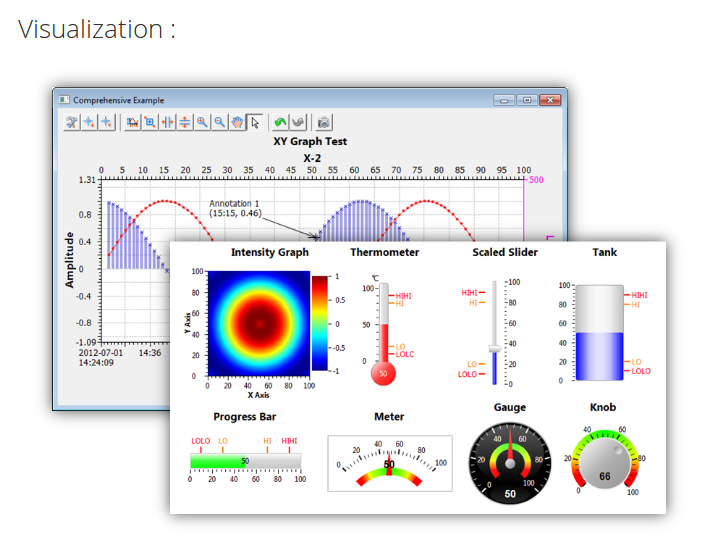 Visualization :
Comprehensive Example
XY Graph Test
X-2
0 5 10 15 20 25 30 35 40 45 50 55 60 65 70 75 80 85 90 95 100
1.31
0.8
0.4
0
-0.4
-0.8
-1.09
Amplitude
500
Annotation 1
(15:15, 0.46)
2012-07-01 14:36
14:24:09
Intensity Graph
100
80
60
40
20
0
Y Axis
0 20 40 60 80 100
X Axis
1
0.5
0
-0.5
-1
Thermometer
℃
100
50
0
HIHI
HI
LO
LOLC
50
Scaled Slider
HIHI
HI
LO
LOLO
100
80
60
40
20
0
Tank
100
80
60
40
20
0
HIHI
HI
LO
LOLO
Progress Bar
LOLO LO HI HIHI
50
0 20 40 60 80 100
Meter
0 20 40 60 80 100
50
Gauge
0 20 40 60 80 100
50
Knob
0 20 40 60 80 100
66